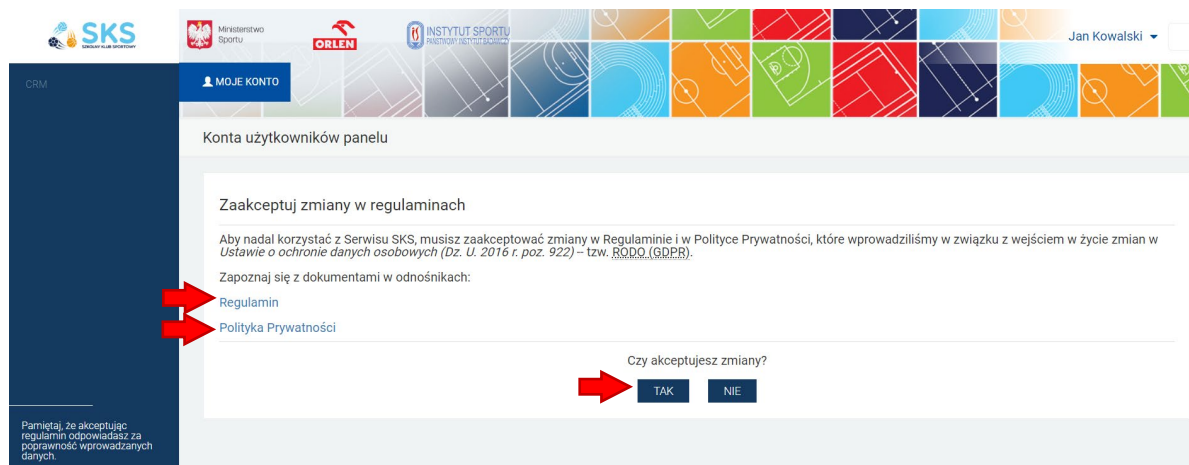 SKS
SZKOLNY KLUB SPORTOWY
Ministerstwo
Sportu
ORLEN
INSTYTUT SPORTU
PAŃSTWOWY INSTYTUT BADAWCZY
Jan Kowalski
CRM
MOJE KONTO
Konta użytkowników panelu
Zaakceptuj zmiany w regulaminach
Aby nadal korzystać z Serwisu SKS, musisz zaakceptować zmiany w Regulaminie i w Polityce Prywatności, które wprowadziliśmy w związku z wejściem w życie zmian w
Ustawie o ochronie danych osobowych (Dz. U. 2016 r. poz. 922) – tzw. RODO (GDPR).
Zapoznaj się z dokumentami w odnośnikach:
Regulamin
Polityka Prywatności
Czy akceptujesz zmiany?
TAK NIE
Pamiętaj, że akceptując
regulamin odpowiadasz za
poprawność wprowadzanych
danych.